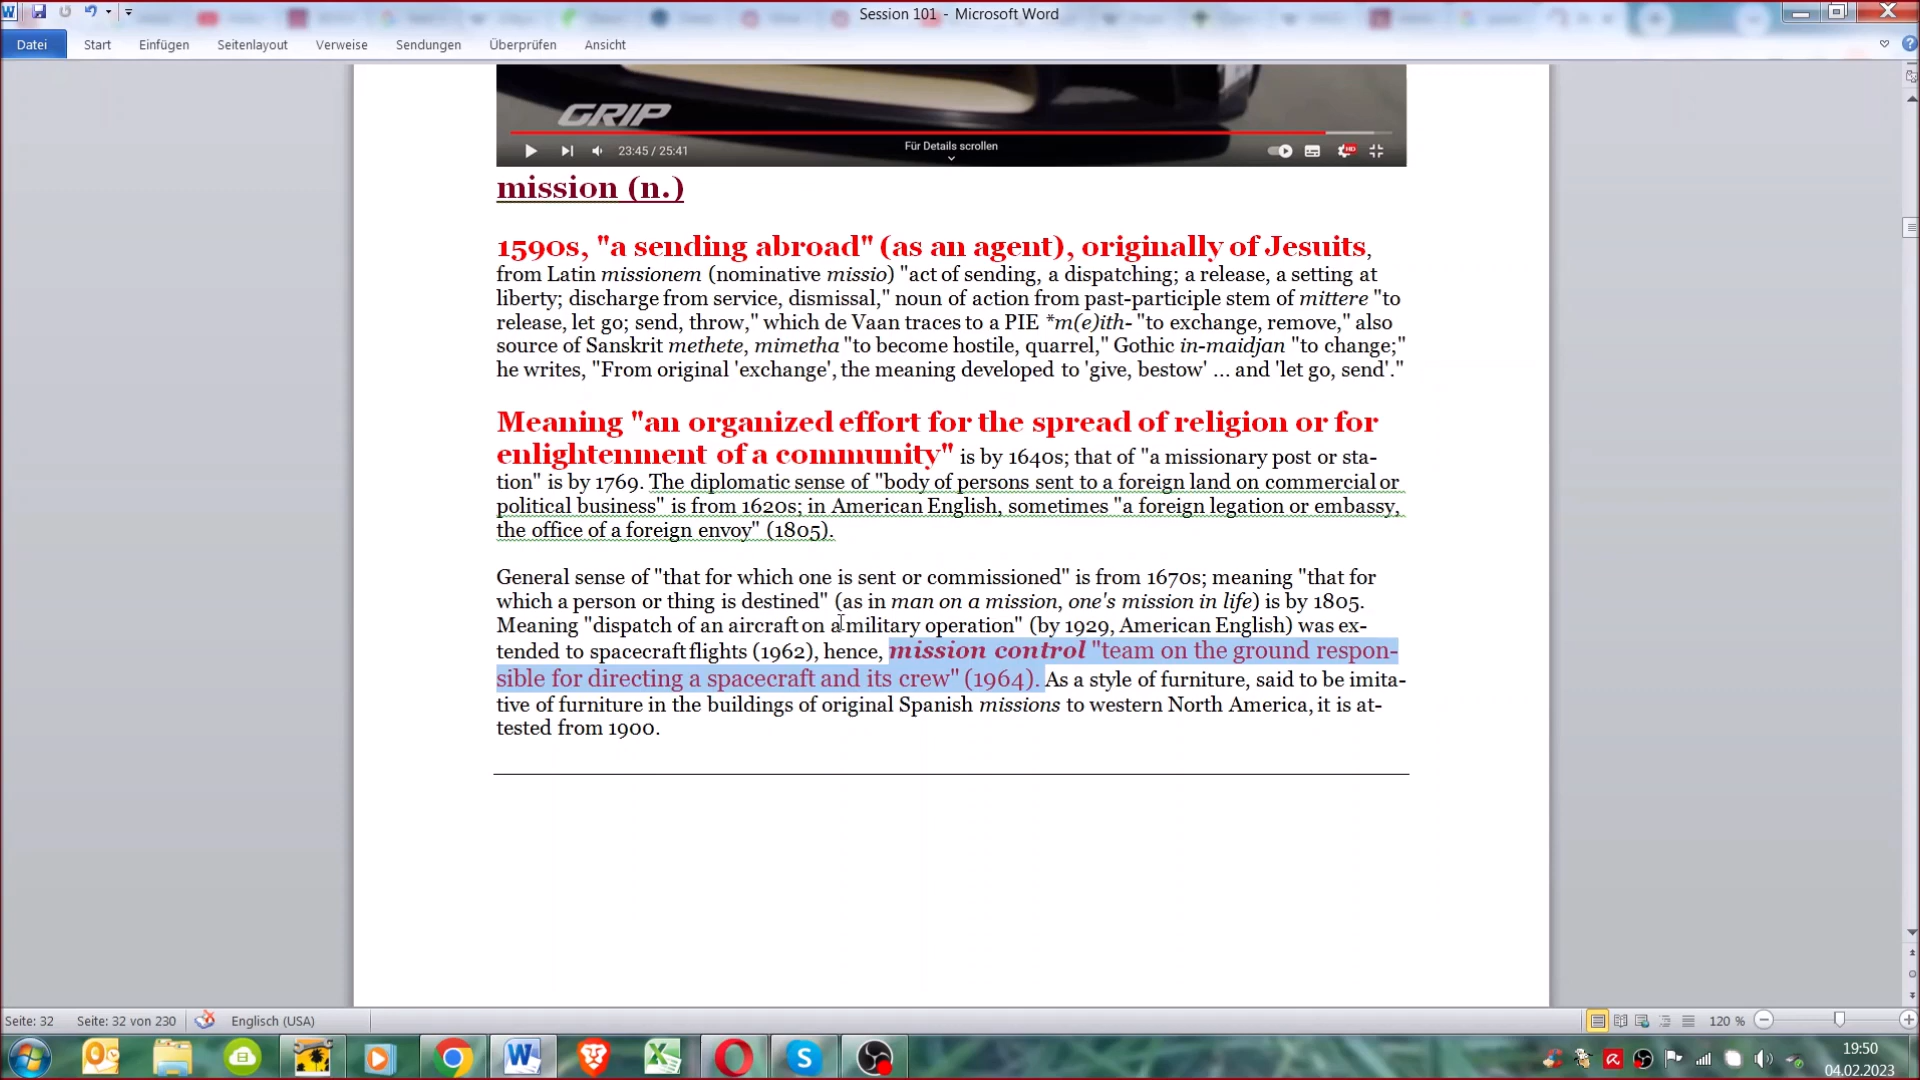 Session 101 - Microsoft Word
Datei Start Einfügen Seitenlayout Verweise Sendungen Überprüfen Ansicht
GRIP
23:45 / 25:41
Für Details scrollen
HD
mission (n.)
1590s, "a sending abroad" (as an agent), originally of Jesuits,
from Latin missionem (nominative missio) "act of sending, a dispatching; a release, a setting at
liberty; discharge from service, dismissal," noun of action from past-participle stem of mittere "to
release, let go; send, throw," which de Vaan traces to a PIE *m(e)ith- "to exchange, remove," also
source of Sanskrit methete, mimetha "to become hostile, quarrel," Gothic in-maidjan "to change;"
he writes, "From original 'exchange', the meaning developed to 'give, bestow' ... and 'let go, send'."
Meaning "an organized effort for the spread of religion or for
enlightenment of a community" is by 1640s; that of "a missionary post or sta-
tion" is by 1769. The diplomatic sense of "body of persons sent to a foreign land on commercial or
political business" is from 1620s; in American English, sometimes "a foreign legation or embassy,
the office of a foreign envoy" (1805).
General sense of "that for which one is sent or commissioned" is from 1670s; meaning "that for
which a person or thing is destined" (as in man on a mission, one's mission in life) is by 1805.
Meaning "dispatch of an aircraft on a military operation" (by 1929, American English) was ex-
tended to spacecraft flights (1962), hence, mission control "team on the ground respon-
sible for directing a spacecraft and its crew" (1964). As a style of furniture, said to be imita-
tive of furniture in the buildings of original Spanish missions to western North America, it is at-
tested from 1900.
Seite: 32 Seite: 32 von 230 Englisch (USA) 120 %
19:50
04.02.2023